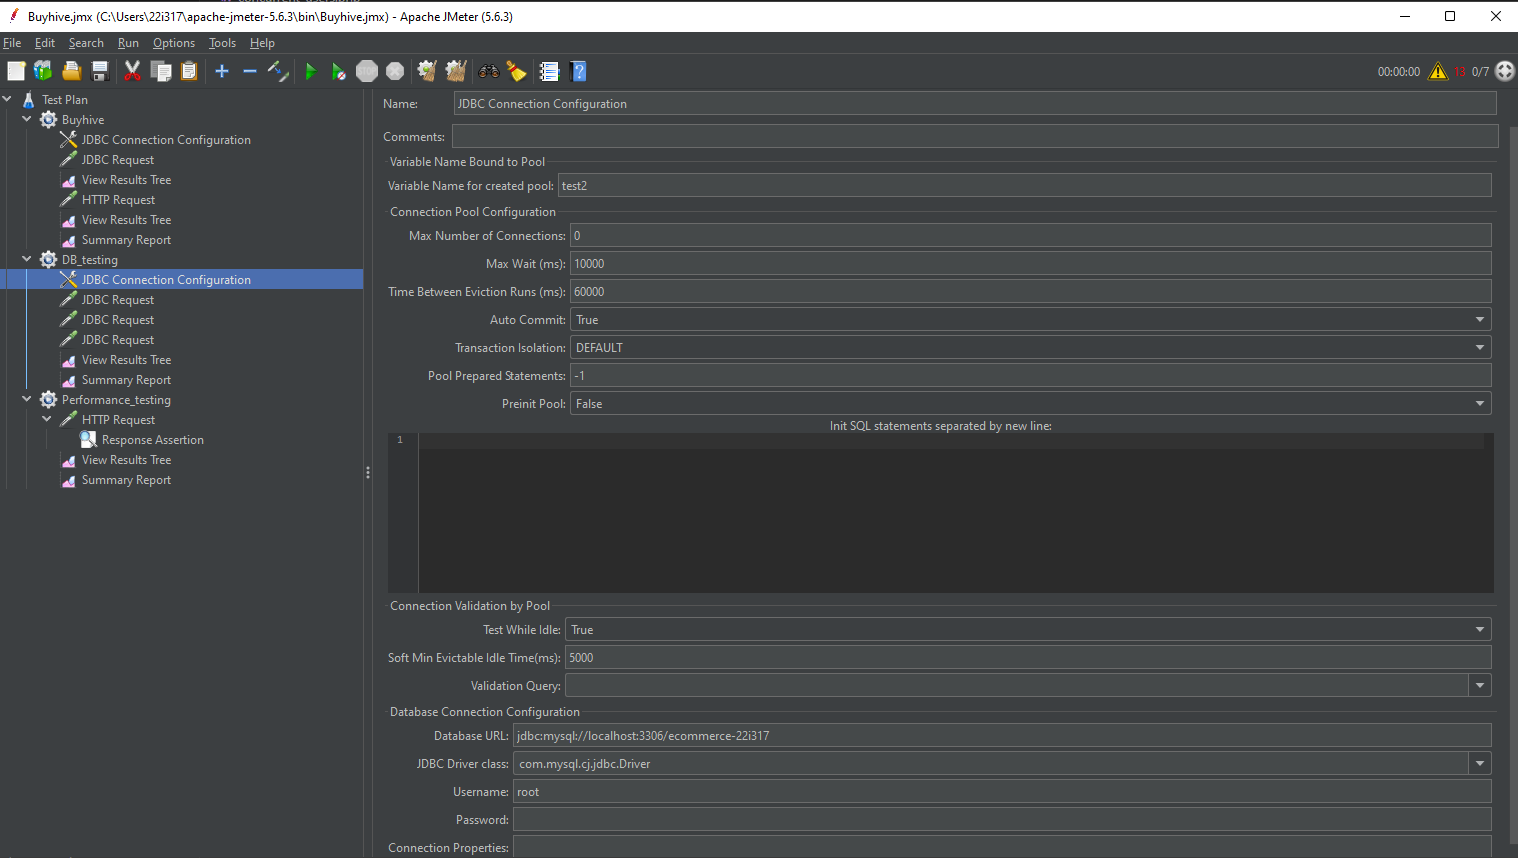 Buyhive.jmx (C:\Users\22i317\apache-jmeter-5.6.3\bin\Buyhive.jmx) - Apache JMeter (5.6.3)
File Edit Search Run Options Tools Help
STOP 00:00:00 13 0/7
Test Plan
Buyhive
JDBC Connection Configuration
JDBC Request
View Results Tree
HTTP Request
View Results Tree
Summary Report
DB_testing
JDBC Connection Configuration
JDBC Request
JDBC Request
JDBC Request
View Results Tree
Summary Report
Performance_testing
HTTP Request
Response Assertion
View Results Tree
Summary Report
Name: JDBC Connection Configuration
Comments:
Variable Name Bound to Pool
Variable Name for created pool: test2
Connection Pool Configuration
Max Number of Connections: 0
Max Wait (ms): 10000
Time Between Eviction Runs (ms): 60000
Auto Commit: True
Transaction Isolation: DEFAULT
Pool Prepared Statements: -1
Preinit Pool: False
Init SQL statements separated by new line:
1
Connection Validation by Pool
Test While Idle: True
Soft Min Evictable Idle Time(ms): 5000
Validation Query:
Database Connection Configuration
Database URL: jdbc:mysql://localhost:3306/ecommerce-22i317
JDBC Driver class: com.mysql.cj.jdbc.Driver
Username: root
Password:
Connection Properties: